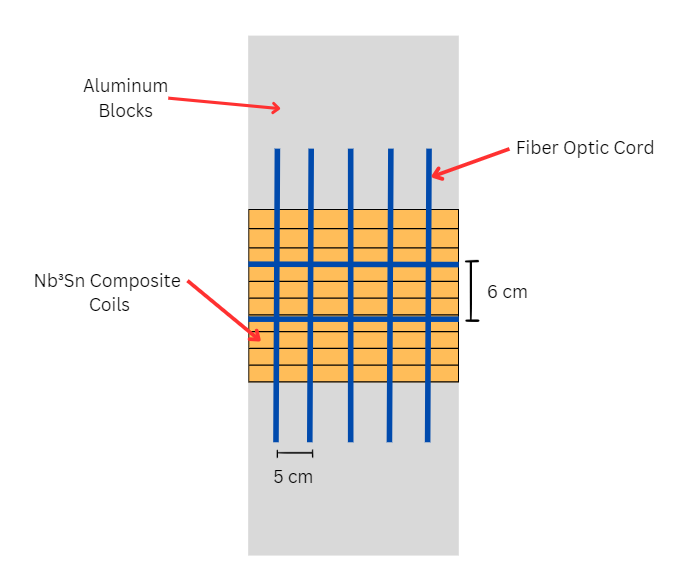 Aluminum
Blocks
Fiber Optic Cord
Nb³Sn Composite
Coils
6 cm
5 cm